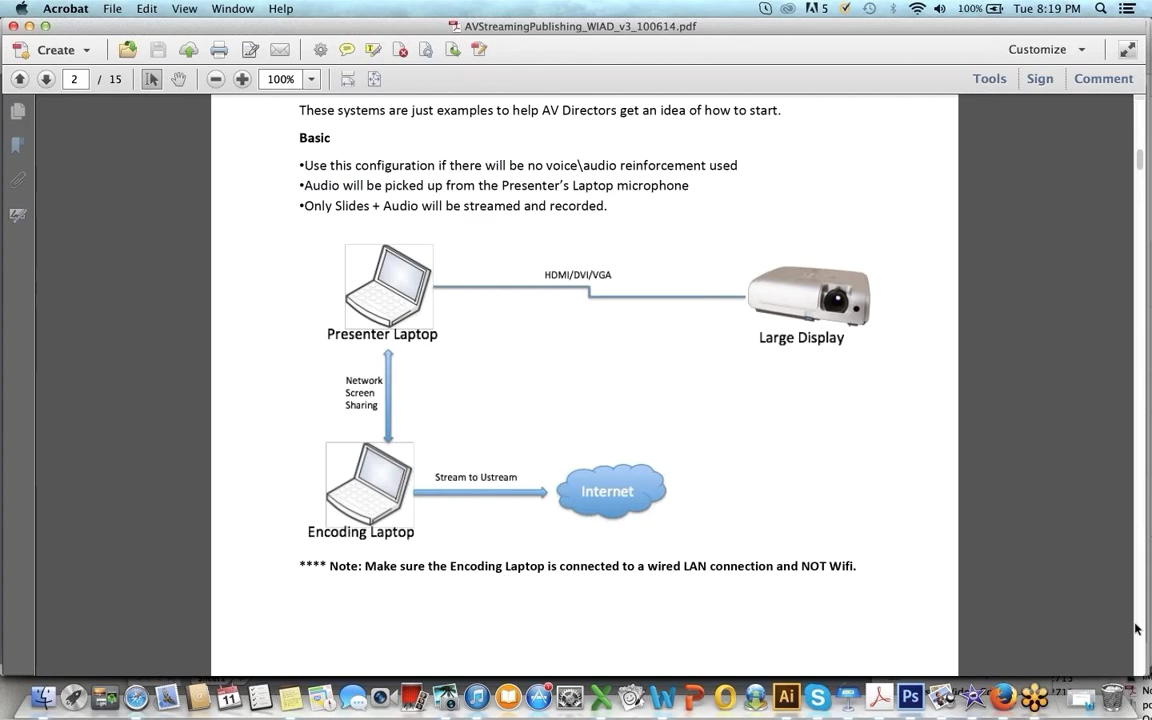 Acrobat File Edit View Window Help 5 100% Tue 8:19 PM
AVStreamingPublishing_WIAD_v3_100614.pdf
Create Customize
2 / 15 100% Tools Sign Comment
These systems are just examples to help AV Directors get an idea of how to start.
Basic
•Use this configuration if there will be no voice\audio reinforcement used
•Audio will be picked up from the Presenter's Laptop microphone
•Only Slides + Audio will be streamed and recorded.
HDMI/DVI/VGA
Presenter Laptop
Large Display
Network
Screen
Sharing
Stream to Ustream
Internet
Encoding Laptop
**** Note: Make sure the Encoding Laptop is connected to a wired LAN connection and NOT Wifi.
11
Ai Ps